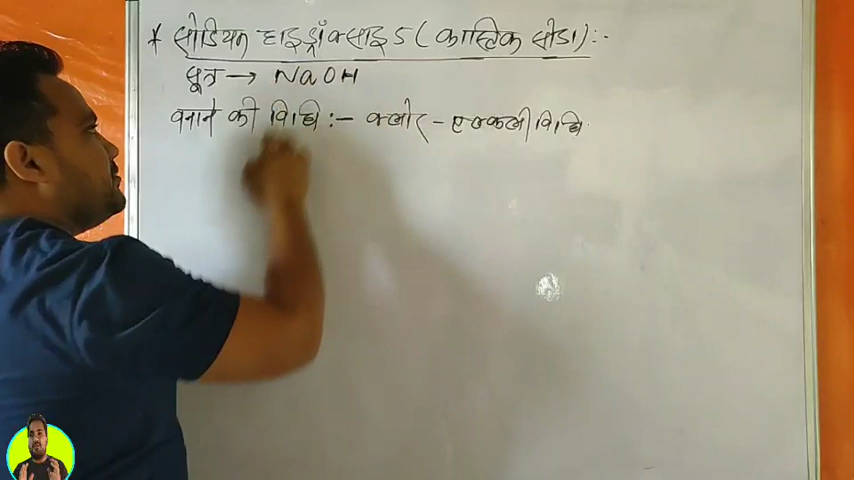 * सोडियम हाइड्रॉक्साइड (कास्टिक सोडा):-
सूत्र → NaOH
बनाने की विधि :- क्लोर - एल्कली विधि